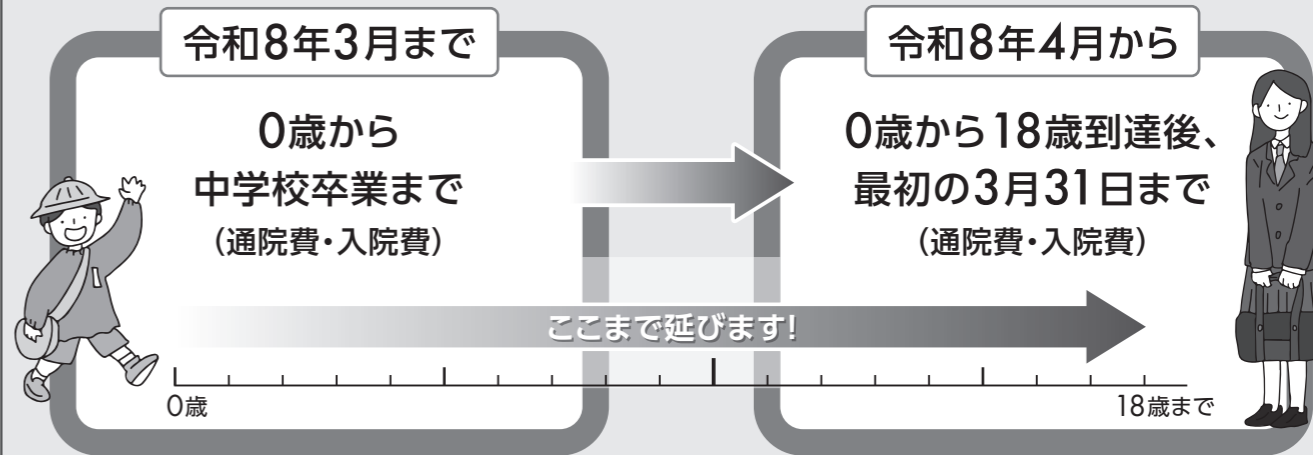 令和8年3月まで
0歳から
中学校卒業まで
（通院費・入院費）
令和8年4月から
0歳から18歳到達後、
最初の3月31日まで
（通院費・入院費）
ここまで延びます!
0歳
18歳まで